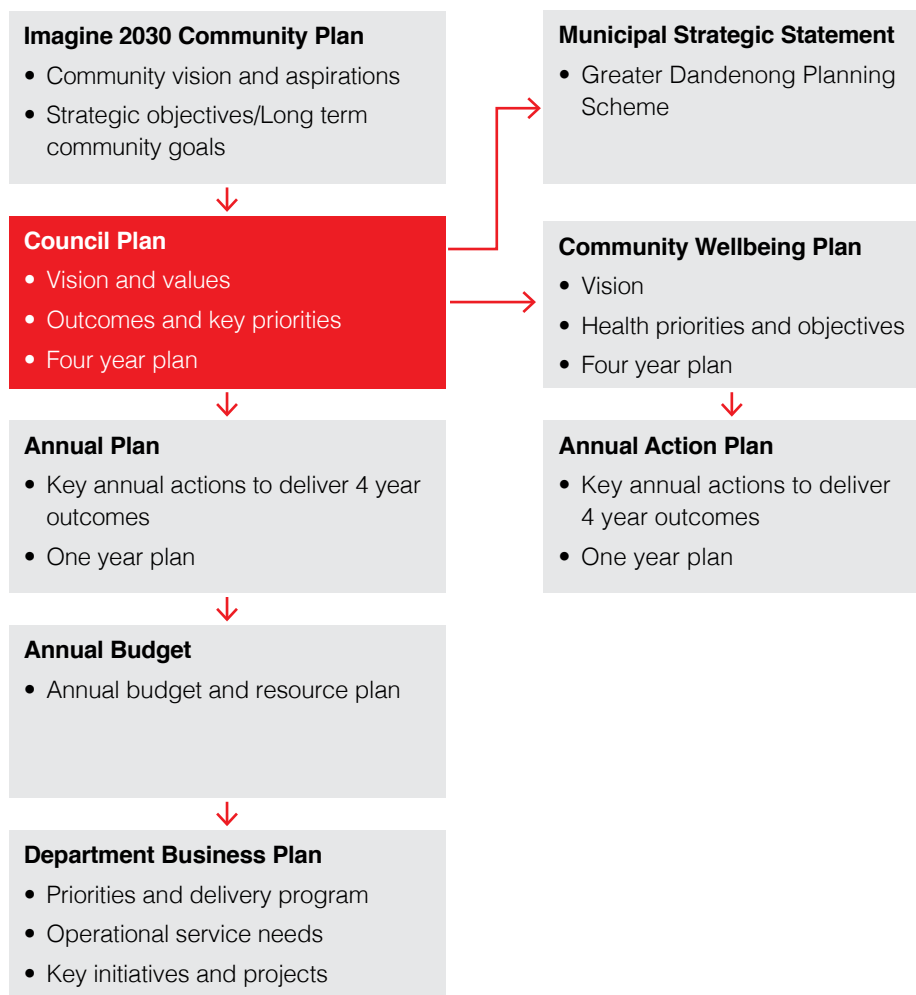 Imagine 2030 Community Plan
• Community vision and aspirations
• Strategic objectives/Long term
community goals
Municipal Strategic Statement
• Greater Dandenong Planning
Scheme
Council Plan
• Vision and values
• Outcomes and key priorities
• Four year plan
Community Wellbeing Plan
• Vision
• Health priorities and objectives
• Four year plan
Annual Plan
• Key annual actions to deliver 4 year
outcomes
• One year plan
Annual Action Plan
• Key annual actions to deliver
4 year outcomes
• One year plan
Annual Budget
• Annual budget and resource plan
Department Business Plan
• Priorities and delivery program
• Operational service needs
• Key initiatives and projects